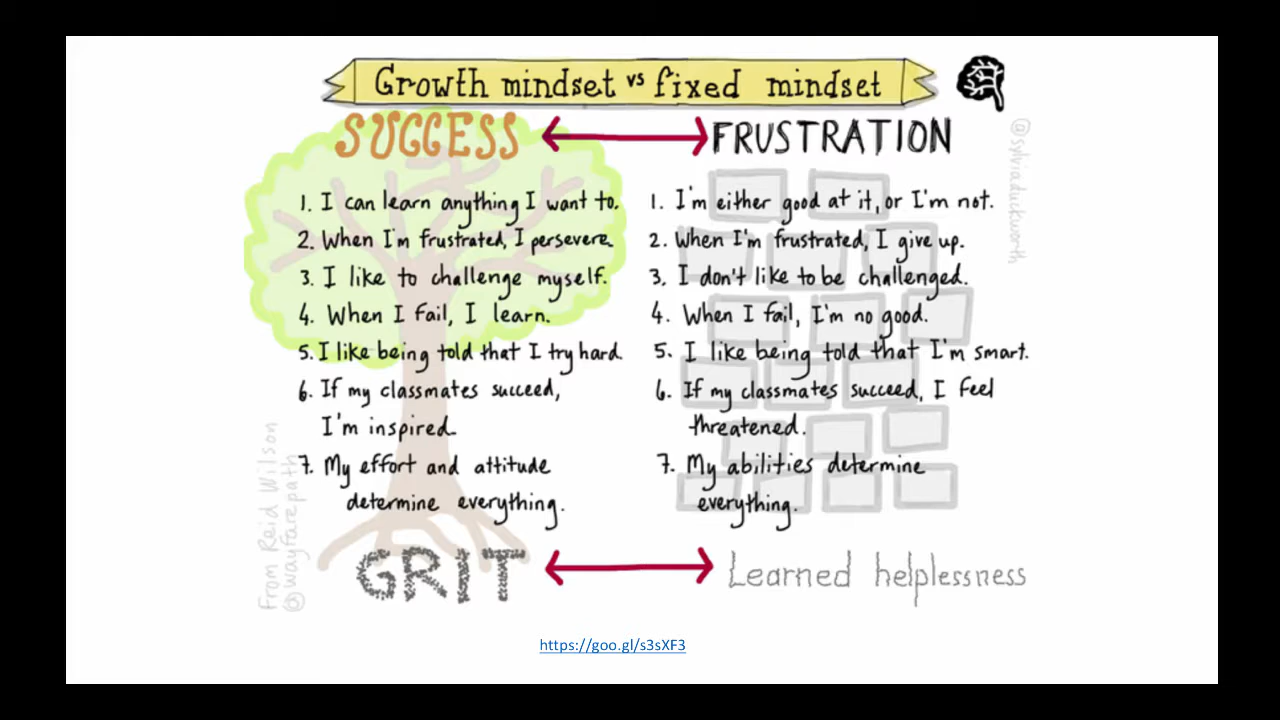 Growth mindset vs fixed mindset
SUCCESS
FRUSTRATION
1. I can learn anything I want to.
2. When I'm frustrated, I persevere.
3. I like to challenge myself.
4. When I fail, I learn.
5. I like being told that I try hard.
6. If my classmates succeed,
I'm inspired.
7. My effort and attitude
determine everything.
GRIT
1. I'm either good at it, or I'm not.
2. When I'm frustrated, I give up.
3. I don't like to be challenged.
4. When I fail, I'm no good.
5. I like being told that I'm smart.
6. If my classmates succeed, I feel
threatened.
7. My abilities determine
everything.
Learned helplessness
@sylviaduckworth
From Reid Wilson
@wayfarepath
https://goo.gl/s3sXF3